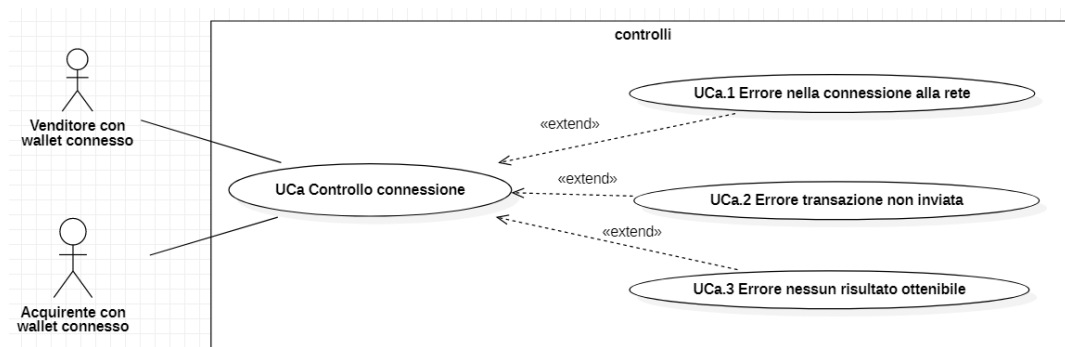 controlli
UCa.1 Errore nella connessione alla rete
«extend»
Venditore con
wallet connesso
«extend»
UCa Controllo connessione
UCa.2 Errore transazione non inviata
«extend»
UCa.3 Errore nessun risultato ottenibile
Acquirente con
wallet connesso